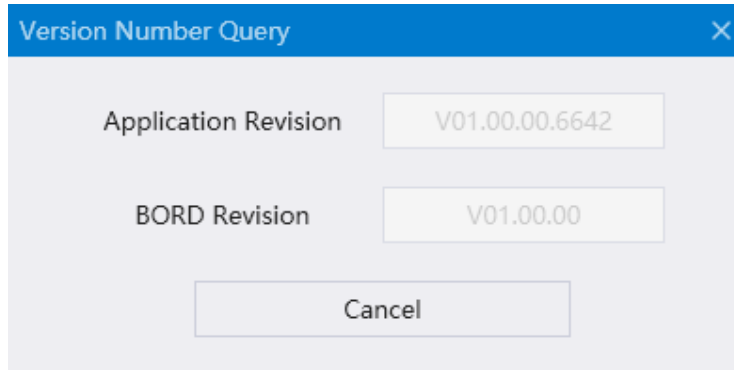 Version Number Query
Application Revision V01.00.00.6642
BORD Revision V01.00.00
Cancel